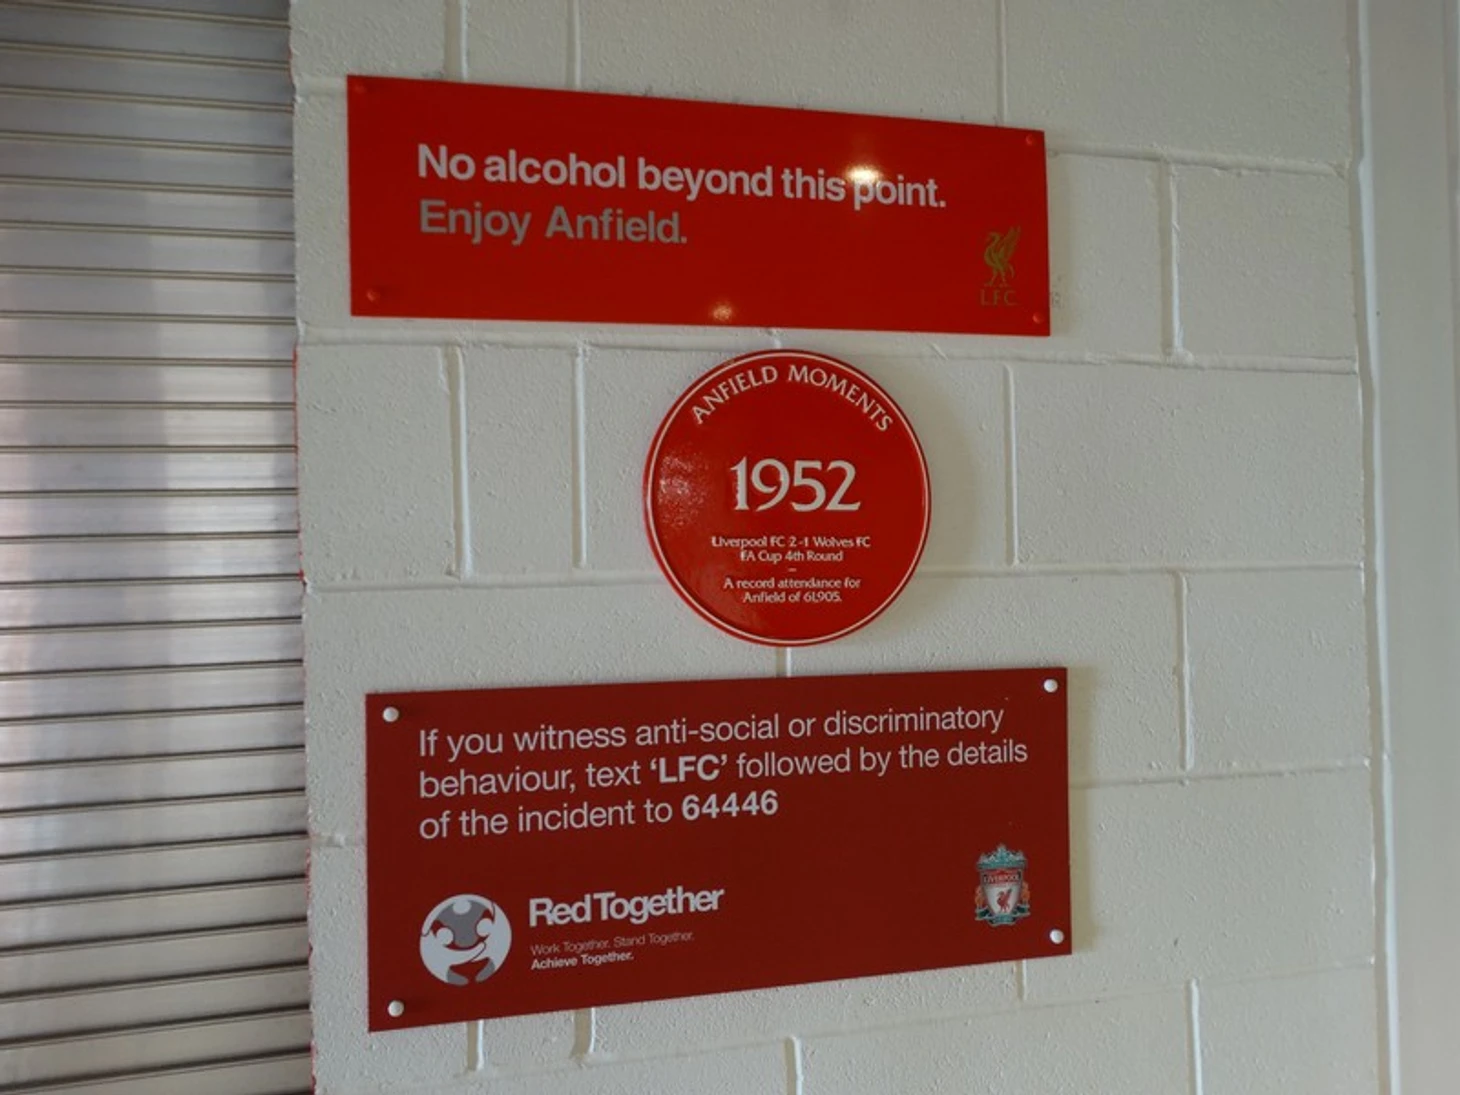 No alcohol beyond this point.
Enjoy Anfield.
L.F.C.
ANFIELD MOMENTS
1952
Liverpool FC 2-1 Wolves FC
FA Cup 4th Round
–
A record attendance for
Anfield of 61,905.
If you witness anti-social or discriminatory
behaviour, text ‘LFC’ followed by the details
of the incident to 64446
RedTogether
Work Together. Stand Together.
Achieve Together.
LIVERPOOL